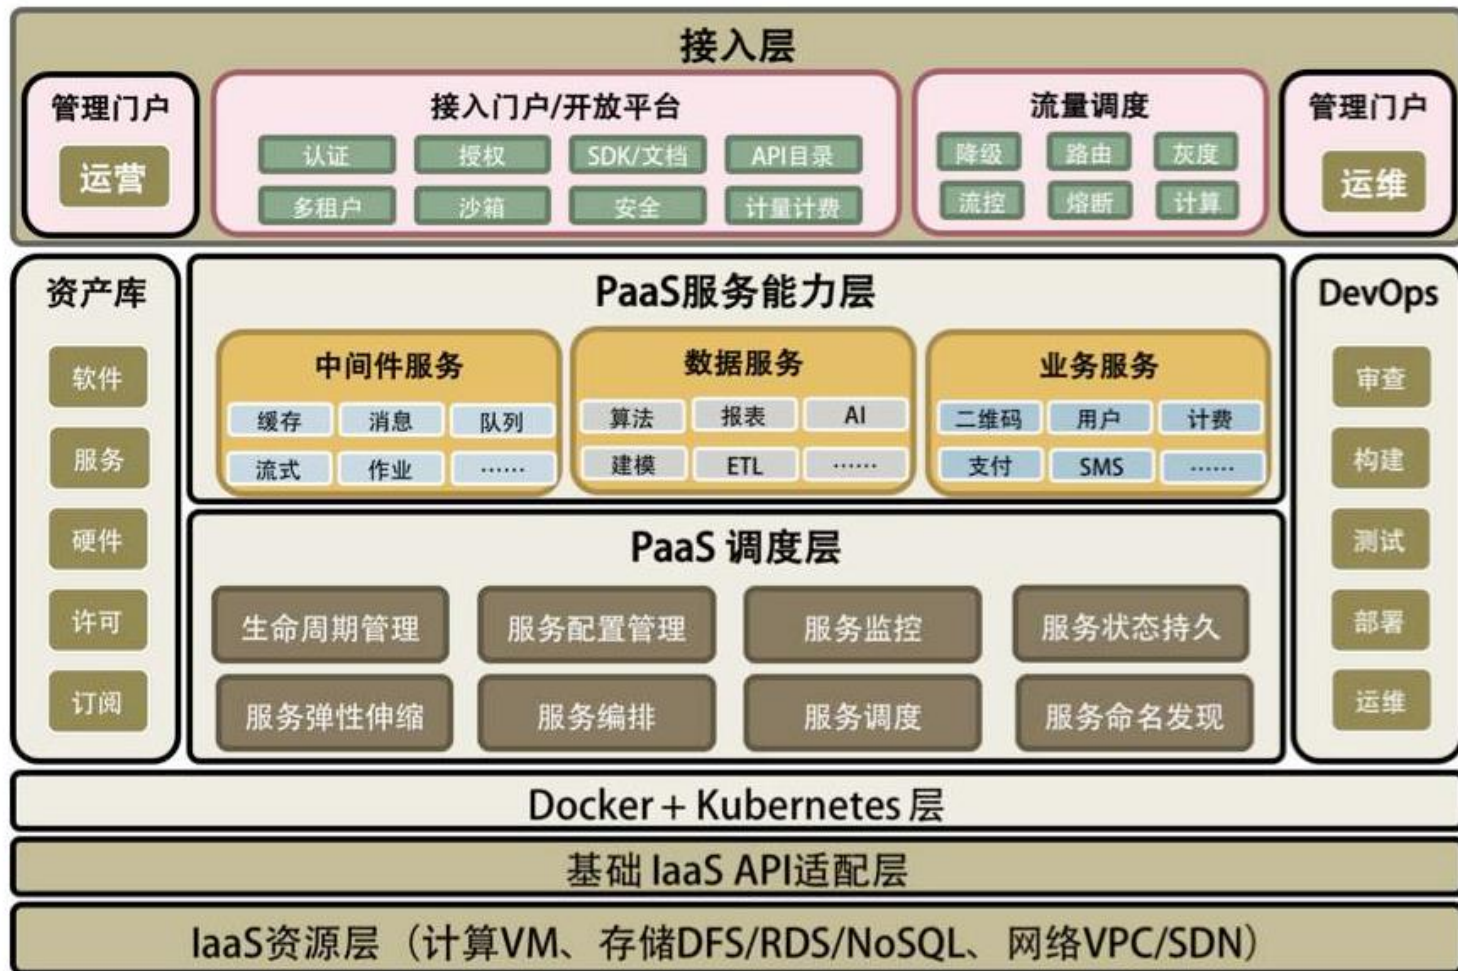 接入层
管理门户
运营
接入门户/开放平台
认证 授权 SDK/文档 API目录
多租户 沙箱 安全 计量计费
流量调度
降级 路由 灰度
流控 熔断 计算
管理门户
运维
资产库
软件
服务
硬件
许可
订阅
PaaS服务能力层
中间件服务
缓存 消息 队列
流式 作业 ……
数据服务
算法 报表 AI
建模 ETL ……
业务服务
二维码 用户 计费
支付 SMS ……
PaaS 调度层
生命周期管理 服务配置管理 服务监控 服务状态持久
服务弹性伸缩 服务编排 服务调度 服务命名发现
DevOps
审查
构建
测试
部署
运维
Docker + Kubernetes 层
基础 IaaS API适配层
IaaS资源层（计算VM、存储DFS/RDS/NoSQL、网络VPC/SDN）